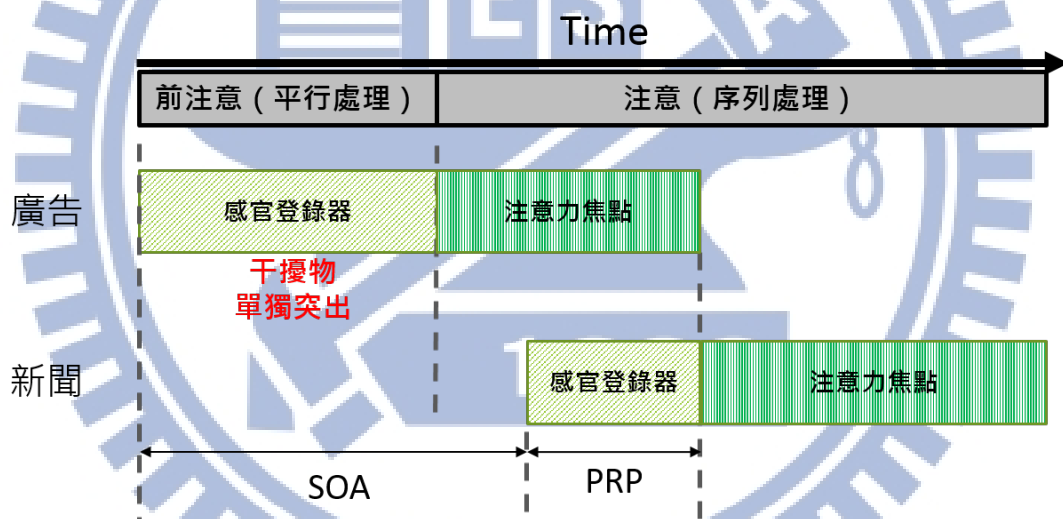 Time
前注意（平行處理）
注意（序列處理）
廣告
感官登錄器
注意力焦點
干擾物
單獨突出
新聞
感官登錄器
注意力焦點
SOA
PRP